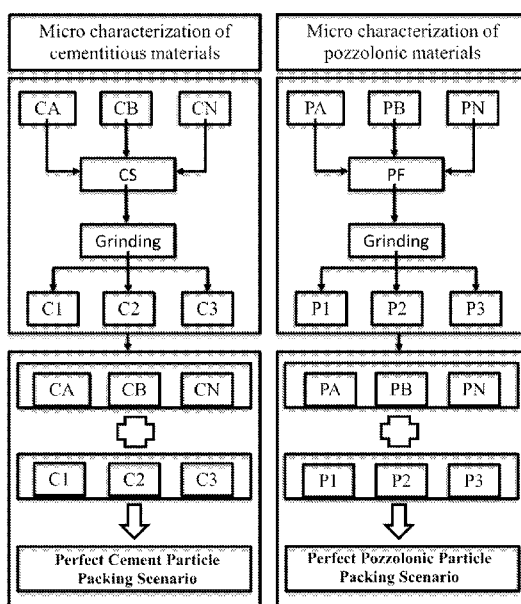 Micro characterization of
cementitious materials
CA CB CN
CS
Grinding
C1 C2 C3
CA CB CN
C1 C2 C3
Perfect Cement Particle
Packing Scenario
Micro characterization of
pozzolonic materials
PA PB PN
PF
Grinding
P1 P2 P3
PA PB PN
P1 P2 P3
Perfect Pozzolonic Particle
Packing Scenario